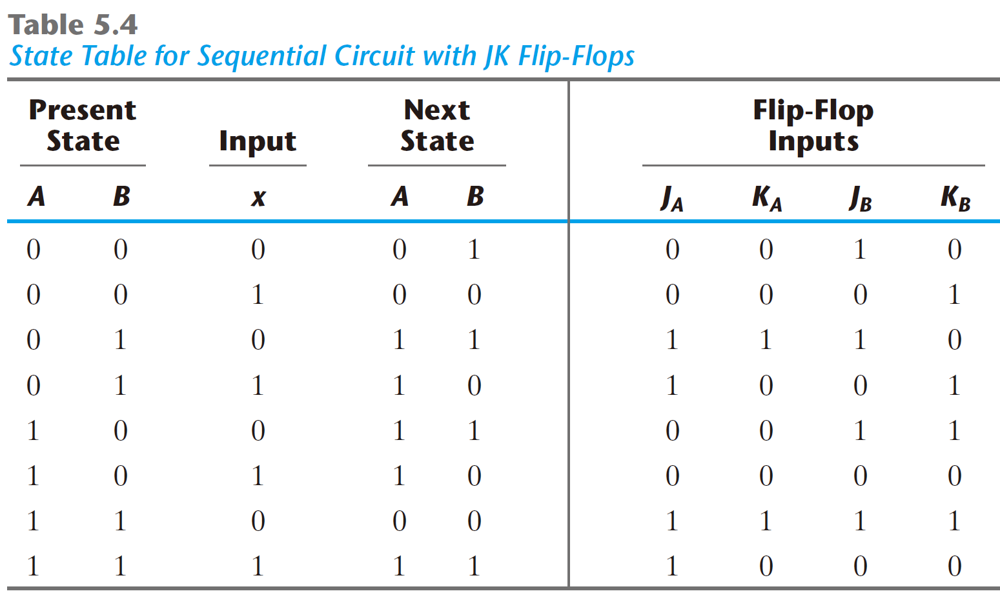 Table 5.4
State Table for Sequential Circuit with JK Flip-Flops
Present State Input Next State Flip-Flop Inputs
A B x A B J_A K_A J_B K_B
0 0 0 0 1 0 0 1 0
0 0 1 0 0 0 0 0 1
0 1 0 1 1 1 1 1 0
0 1 1 1 0 1 0 0 1
1 0 0 1 1 0 0 1 1
1 0 1 1 0 0 0 0 0
1 1 0 0 0 1 1 1 1
1 1 1 1 1 1 0 0 0